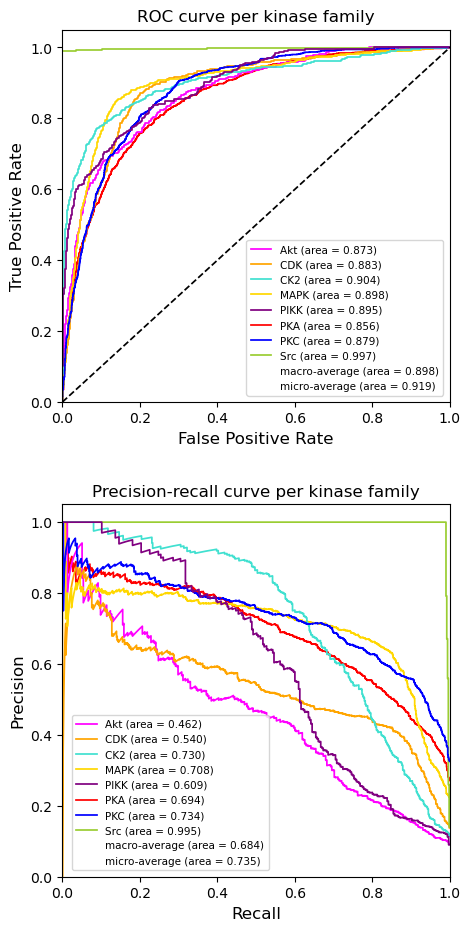 ROC curve per kinase family
True Positive Rate
1.0
0.8
0.6
0.4
0.2
0.0
Akt (area = 0.873)
CDK (area = 0.883)
CK2 (area = 0.904)
MAPK (area = 0.898)
PIKK (area = 0.895)
PKA (area = 0.856)
PKC (area = 0.879)
Src (area = 0.997)
macro-average (area = 0.898)
micro-average (area = 0.919)
0.0 0.2 0.4 0.6 0.8 1.0
False Positive Rate
Precision-recall curve per kinase family
Precision
1.0
0.8
0.6
0.4
0.2
0.0
Akt (area = 0.462)
CDK (area = 0.540)
CK2 (area = 0.730)
MAPK (area = 0.708)
PIKK (area = 0.609)
PKA (area = 0.694)
PKC (area = 0.734)
Src (area = 0.995)
macro-average (area = 0.684)
micro-average (area = 0.735)
0.0 0.2 0.4 0.6 0.8 1.0
Recall